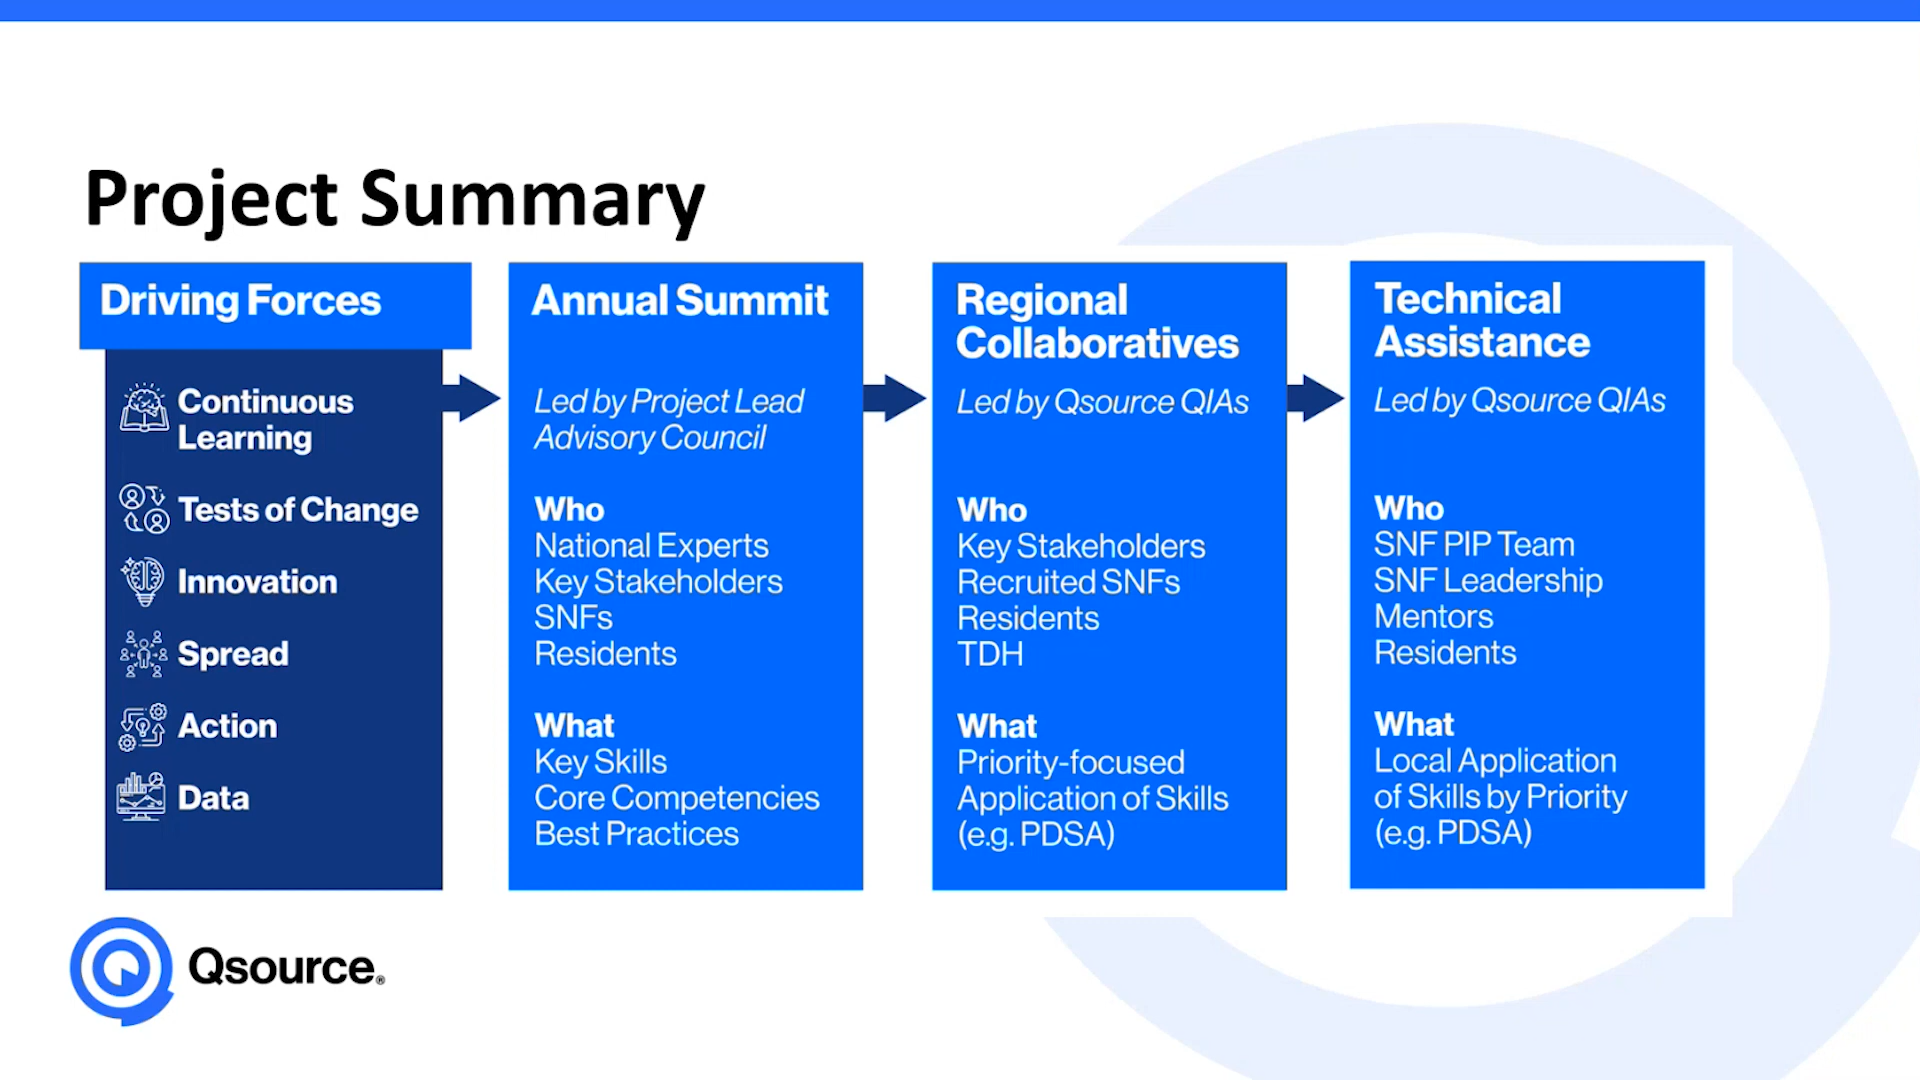 Project Summary
Driving Forces
Continuous
Learning
Tests of Change
Innovation
Spread
Action
Data
Annual Summit
Led by Project Lead
Advisory Council
Who
National Experts
Key Stakeholders
SNFs
Residents
What
Key Skills
Core Competencies
Best Practices
Regional
Collaboratives
Led by Qsource QIAs
Who
Key Stakeholders
Recruited SNFs
Residents
TDH
What
Priority-focused
Application of Skills
(e.g. PDSA)
Technical
Assistance
Led by Qsource QIAs
Who
SNF PIP Team
SNF Leadership
Mentors
Residents
What
Local Application
of Skills by Priority
(e.g. PDSA)
Qsource®